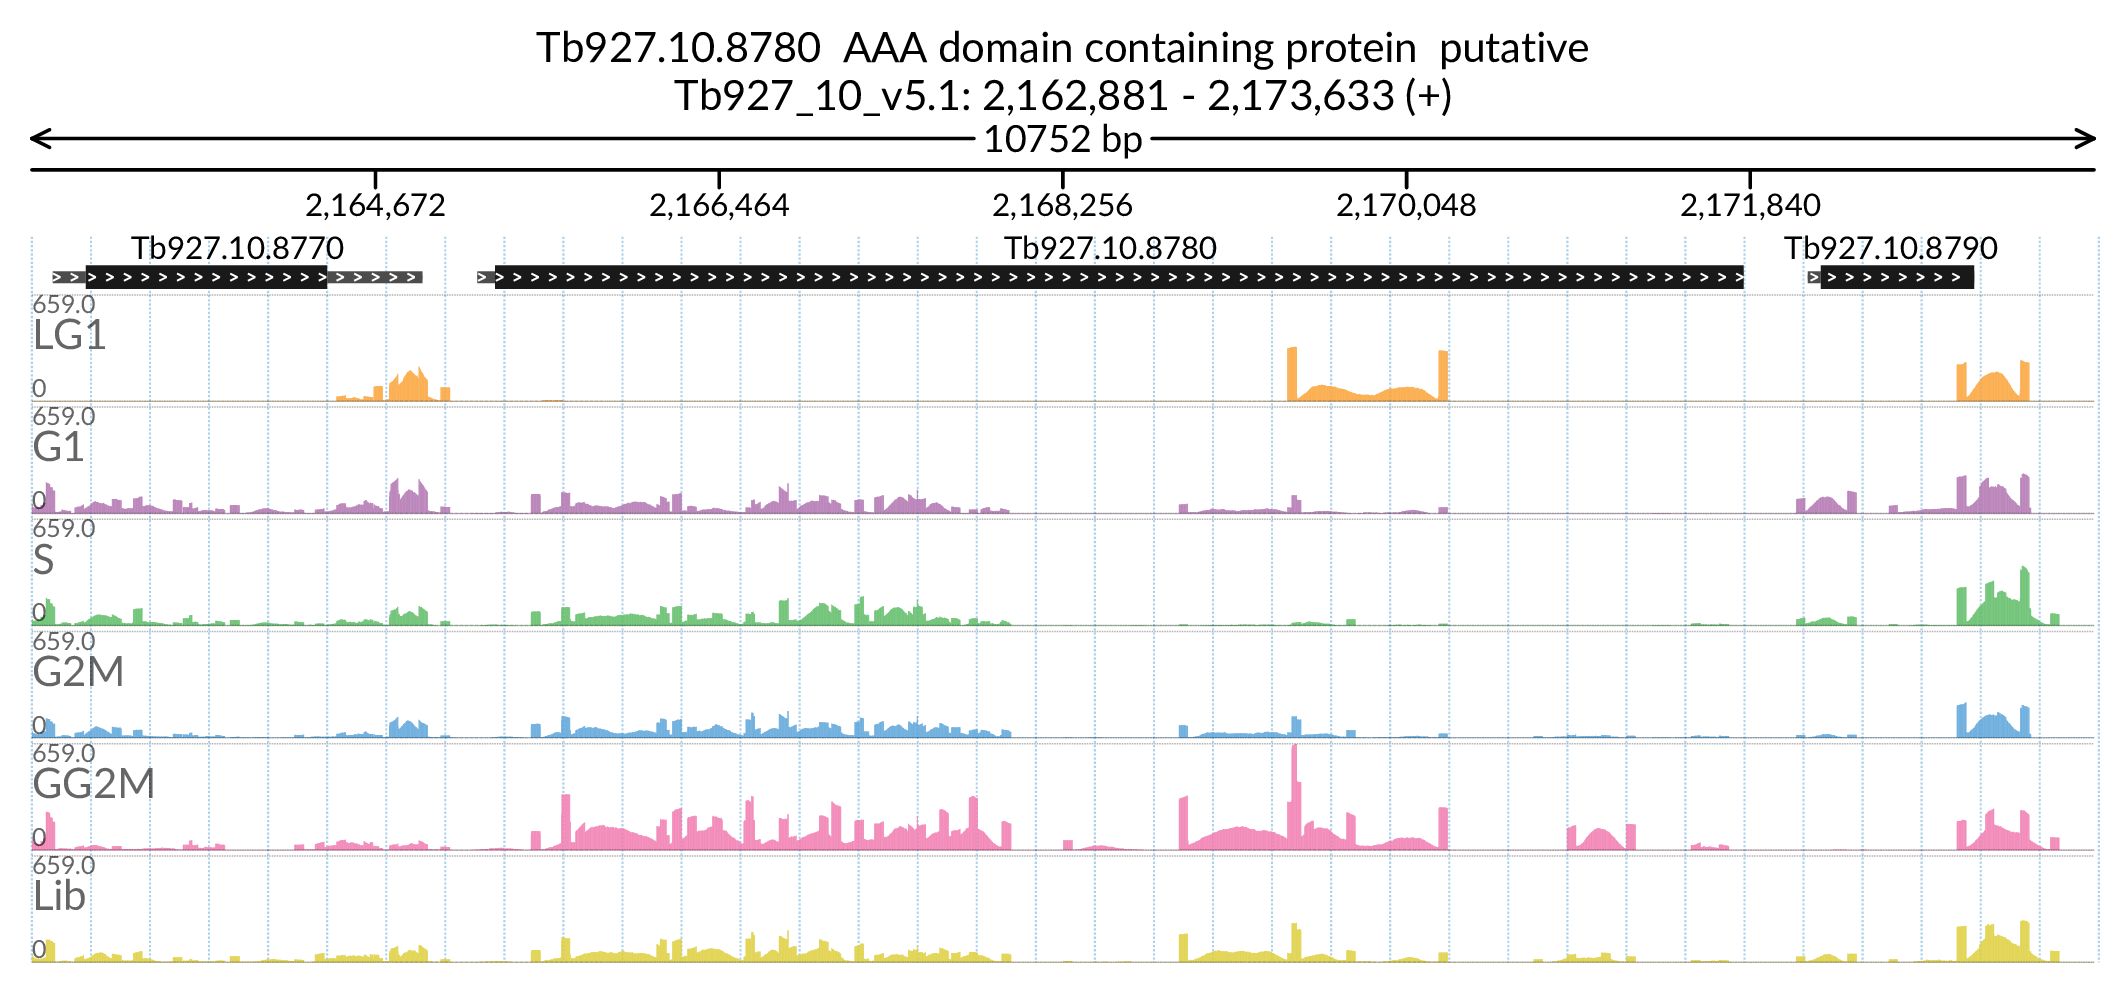 Tb927.10.8780 AAA domain containing protein putative
Tb927_10_v5.1: 2,162,881 - 2,173,633 (+)
10752 bp
2,164,672 2,166,464 2,168,256 2,170,048 2,171,840
Tb927.10.8770 Tb927.10.8780 Tb927.10.8790
659.0
LG1
0
659.0
G1
0
659.0
S
0
659.0
G2M
0
659.0
GG2M
0
659.0
Lib
0